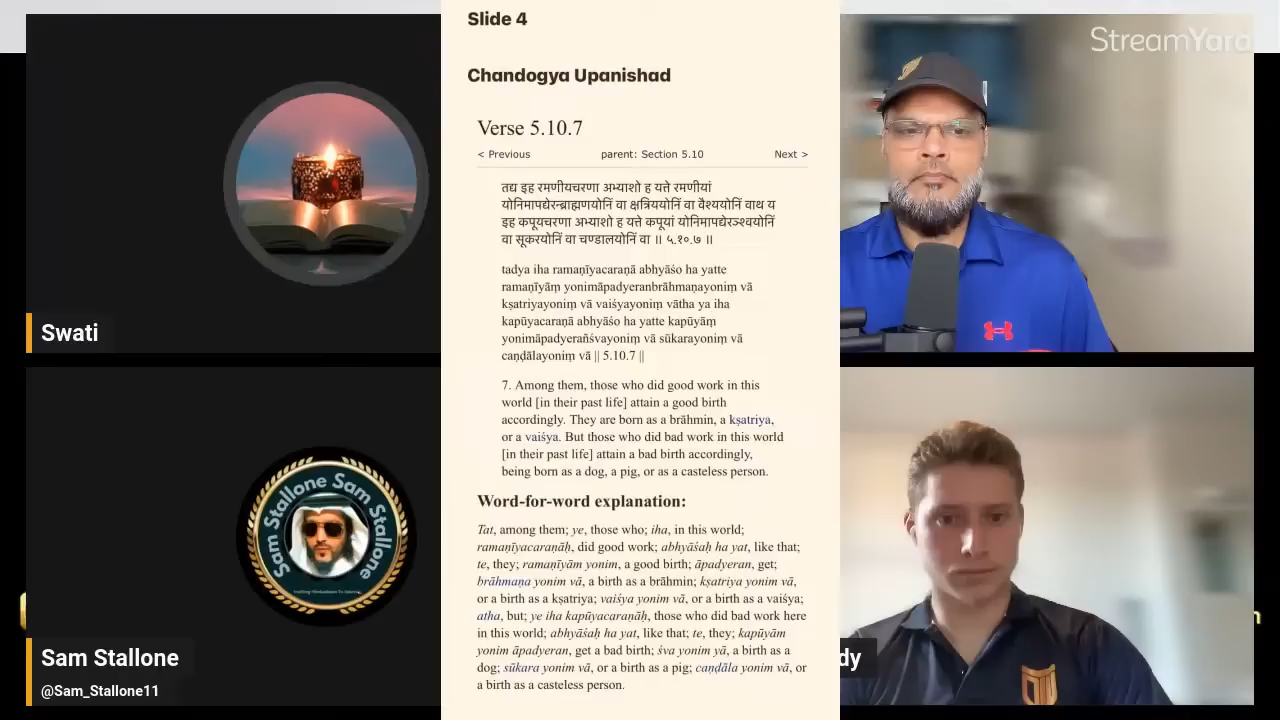 Slide 4
Chandogya Upanishad
Verse 5.10.7
< Previous parent: Section 5.10 Next >
तद्य इह रमणीयचरणा अभ्याशो ह यत्ते रमणीयां
योनिमापद्येरन्ब्राह्मणयोनिं वा क्षत्रिययोनिं वा वैश्ययोनिं वाथ य
इह कपूयचरणा अभ्याशो ह यत्ते कपूयां योनिमापद्येरञ्श्वयोनिं
वा सूकरयोनिं वा चण्डालयोनिं वा ॥ ५.१०.७ ॥
tadya iha ramaṇīyacaraṇā abhyāśo ha yatte
ramaṇīyāṃ yonimāpadyeranbrāhmaṇayoniṃ vā
kṣatriyayoniṃ vā vaiśyayoniṃ vātha ya iha
kapūyacaraṇā abhyāśo ha yatte kapūyāṃ
yonimāpadyerañśvayoniṃ vā sūkarayoniṃ vā
caṇḍālayoniṃ vā || 5.10.7 ||
7. Among them, those who did good work in this
world [in their past life] attain a good birth
accordingly. They are born as a brāhmin, a kṣatriya,
or a vaiśya. But those who did bad work in this world
[in their past life] attain a bad birth accordingly,
being born as a dog, a pig, or as a casteless person.
Word-for-word explanation:
Tat, among them; ye, those who; iha, in this world;
ramaṇīyacaraṇāḥ, did good work; abhyāśaḥ ha yat, like that;
te, they; ramaṇīyām yonim, a good birth; āpadyeran, get;
brāhmaṇa yonim vā, a birth as a brāhmin; kṣatriya yonim vā,
or a birth as a kṣatriya; vaiśya yonim vā, or a birth as a vaiśya;
atha, but; ye iha kapūyacaraṇāḥ, those who did bad work here
in this world; abhyāśaḥ ha yat, like that; te, they; kapūyām
yonim āpadyeran, get a bad birth; śva yonim yā, a birth as a
dog; sūkara yonim vā, or a birth as a pig; caṇḍāla yonim vā, or
a birth as a casteless person.
Swati
Sam Stallone Sam Stallone
Sam Stallone
@Sam_Stallone11
StreamYard
dy